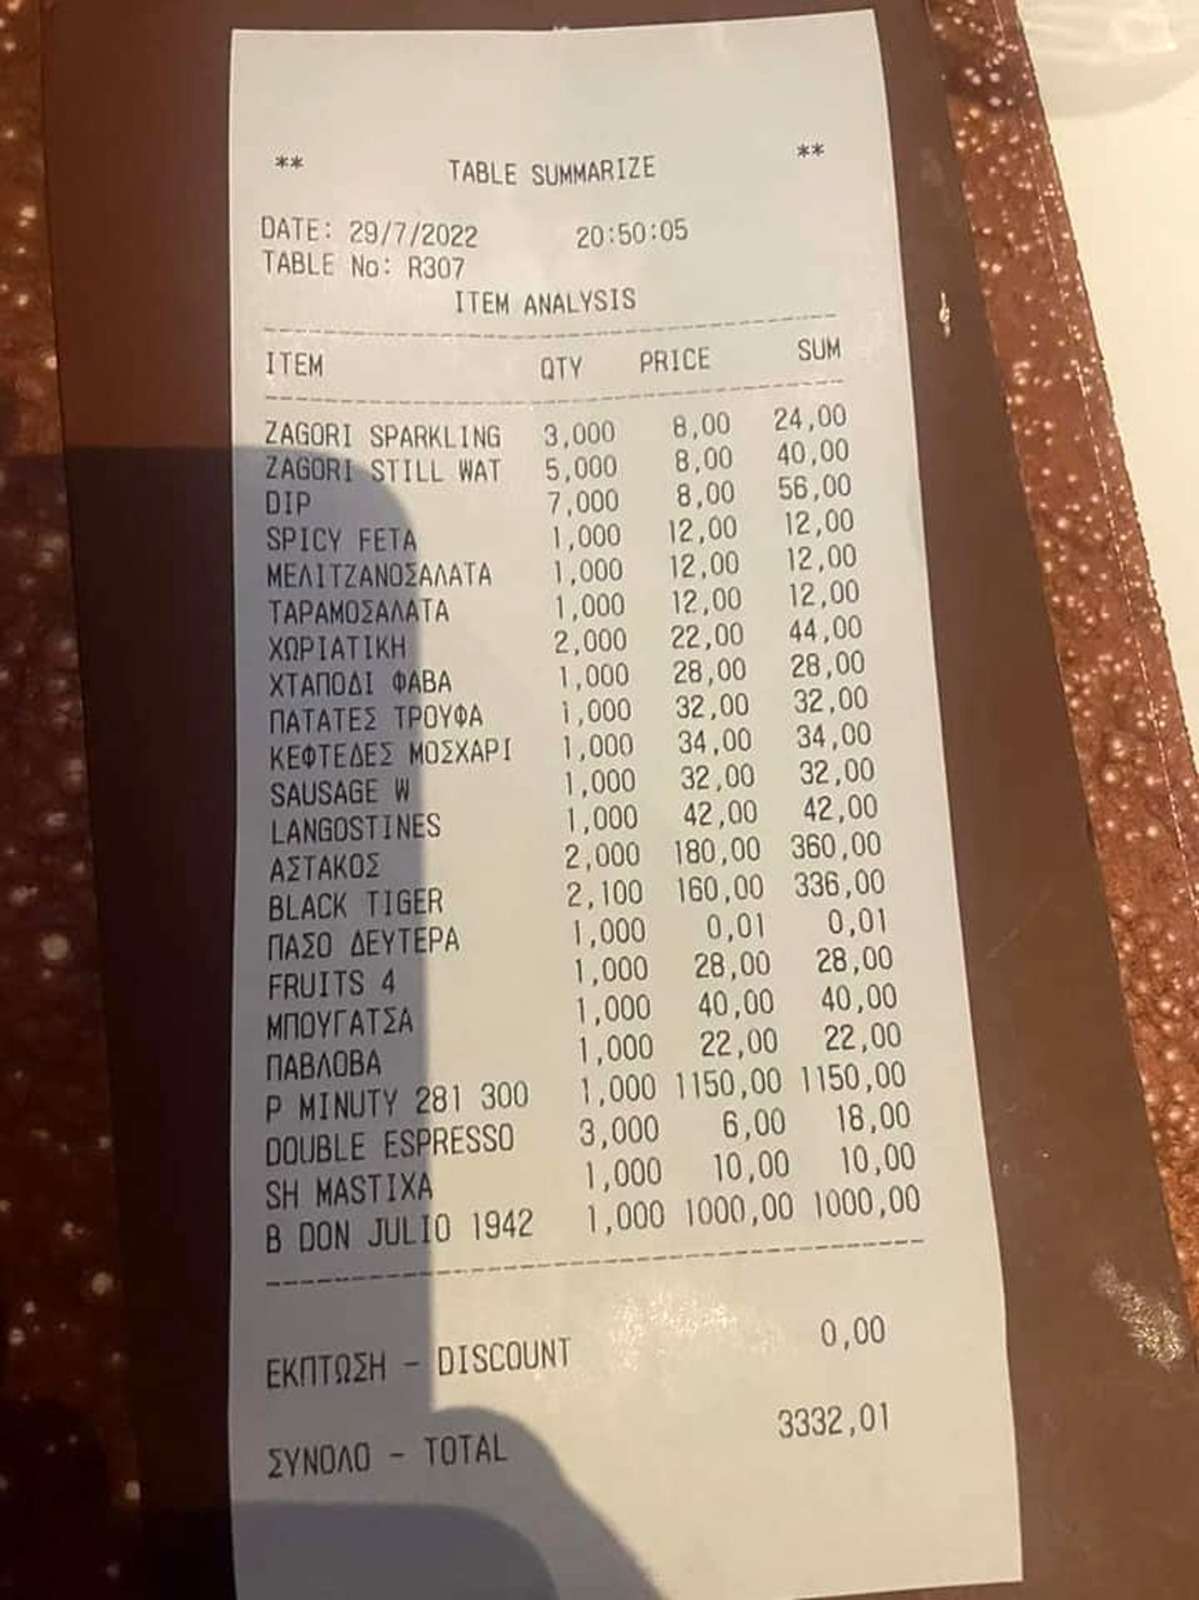 ** TABLE SUMMARIZE **
DATE: 29/7/2022 20:50:05
TABLE No: R307
ITEM ANALYSIS
ITEM QTY PRICE SUM
ZAGORI SPARKLING 3,000 8,00 24,00
ZAGORI STILL WAT 5,000 8,00 40,00
DIP 7,000 8,00 56,00
SPICY FETA 1,000 12,00 12,00
ΜΕΛΙΤΖΑΝΟΣΑΛΑΤΑ 1,000 12,00 12,00
ΤΑΡΑΜΟΣΑΛΑΤΑ 1,000 12,00 12,00
ΧΩΡΙΑΤΙΚΗ 2,000 22,00 44,00
ΧΤΑΠΟΔΙ ΦΑΒΑ 1,000 28,00 28,00
ΠΑΤΑΤΕΣ ΤΡΟΥΦΑ 1,000 32,00 32,00
ΚΕΦΤΕΔΕΣ ΜΟΣΧΑΡΙ 1,000 34,00 34,00
SAUSAGE W 1,000 32,00 32,00
LANGOSTINES 1,000 42,00 42,00
ΑΣΤΑΚΟΣ 2,000 180,00 360,00
BLACK TIGER 2,100 160,00 336,00
ΠΑΣΟ ΔΕΥΤΕΡΑ 1,000 0,01 0,01
FRUITS 4 1,000 28,00 28,00
ΜΠΟΥΓΑΤΣΑ 1,000 40,00 40,00
ΠΑΒΛΟΒΑ 1,000 22,00 22,00
P MINUTY 281 300 1,000 1150,00 1150,00
DOUBLE ESPRESSO 3,000 6,00 18,00
SH MASTIXA 1,000 10,00 10,00
B DON JULIO 1942 1,000 1000,00 1000,00
ΕΚΠΤΩΣΗ - DISCOUNT 0,00
ΣΥΝΟΛΟ - TOTAL 3332,01